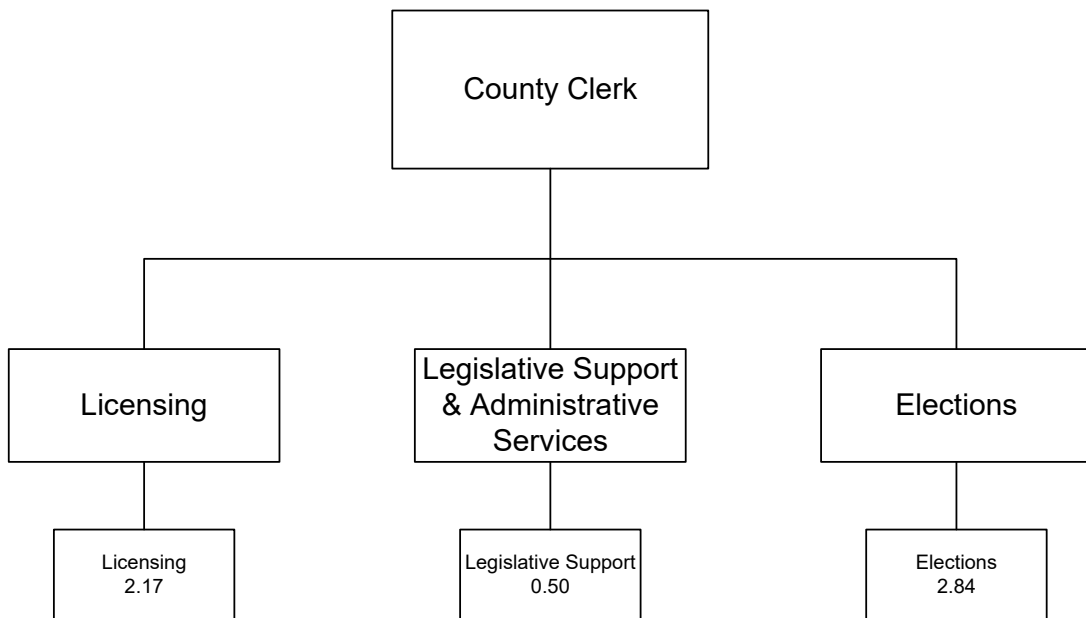 County Clerk
Licensing
Legislative Support
& Administrative
Services
Elections
Licensing
2.17
Legislative Support
0.50
Elections
2.84